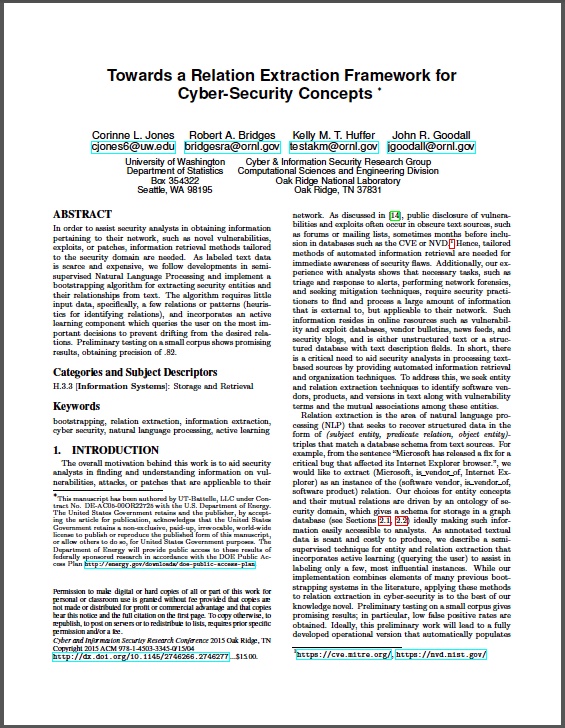 Towards a Relation Extraction Framework for
Cyber-Security Concepts *
Corinne L. Jones Robert A. Bridges Kelly M. T. Huffer John R. Goodall
cjones6@uw.edu bridgesra@ornl.gov testakm@ornl.gov jgoodall@ornl.gov
University of Washington Cyber & Information Security Research Group
Department of Statistics Computational Sciences and Engineering Division
Box 354322 Oak Ridge National Laboratory
Seattle, WA 98195 Oak Ridge, TN 37831
ABSTRACT
In order to assist security analysts in obtaining information
pertaining to their network, such as novel vulnerabilities,
exploits, or patches, information retrieval methods tailored
to the security domain are needed. As labeled text data
is scarce and expensive, we follow developments in semi-
supervised Natural Language Processing and implement a
bootstrapping algorithm for extracting security entities and
their relationships from text. The algorithm requires little
input data, specifically, a few relations or patterns (heuris-
tics for identifying relations), and incorporates an active
learning component which queries the user on the most im-
portant decisions to prevent drifting from the desired rela-
tions. Preliminary testing on a small corpus shows promising
results, obtaining precision of .82.
Categories and Subject Descriptors
H.3.3 [Information Systems]: Storage and Retrieval
Keywords
bootstrapping, relation extraction, information extraction,
cyber security, natural language processing, active learning
1. INTRODUCTION
The overall motivation behind this work is to aid security
analysts in finding and understanding information on vul-
nerabilities, attacks, or patches that are applicable to their
*This manuscript has been authored by UT-Battelle, LLC under Con-
tract No. DE-AC05-00OR22725 with the U.S. Department of Energy.
The United States Government retains and the publisher, by accept-
ing the article for publication, acknowledges that the United States
Government retains a non-exclusive, paid-up, irrevocable, world-wide
license to publish or reproduce the published form of this manuscript,
or allow others to do so, for United States Government purposes. The
Department of Energy will provide public access to these results of
federally sponsored research in accordance with the DOE Public Ac-
cess Plan http://energy.gov/downloads/doe-public-access-plan
Permission to make digital or hard copies of all or part of this work for
personal or classroom use is granted without fee provided that copies are
not made or distributed for profit or commercial advantage and that copies
bear this notice and the full citation on the first page. To copy otherwise, to
republish, to post on servers or to redistribute to lists, requires prior specific
permission and/or a fee.
Cyber and Information Security Research Conference 2015 Oak Ridge, TN
Copyright 2015 ACM 978-1-4503-3345-0/15/04
http://dx.doi.org/10.1145/2746266.2746277 ...$15.00.
network. As discussed in [14], public disclosure of vulnera-
bilities and exploits often occur in obscure text sources, such
as forums or mailing lists, sometimes months before inclu-
sion in databases such as the CVE or NVD.1 Hence, tailored
methods of automated information retrieval are needed for
immediate awareness of security flaws. Additionally, our ex-
perience with analysts shows that necessary tasks, such as
triage and response to alerts, performing network forensics,
and seeking mitigation techniques, require security practi-
tioners to find and process a large amount of information
that is external to, but applicable to their network. Such
information resides in online resources such as vulnerabil-
ity and exploit databases, vendor bulletins, news feeds, and
security blogs, and is either unstructured text or a struc-
tured database with text description fields. In short, there
is a critical need to aid security analysts in processing text-
based sources by providing automated information retrieval
and organization techniques. To address this, we seek entity
and relation extraction techniques to identify software ven-
dors, products, and versions in text along with vulnerability
terms and the mutual associations among these entities.
Relation extraction is the area of natural language pro-
cessing (NLP) that seeks to recover structured data in the
form of (subject entity, predicate relation, object entity)-
triples that match a database schema from text sources. For
example, from the sentence “Microsoft has released a fix for a
critical bug that affected its Internet Explorer browser.”, we
would like to extract (Microsoft, is_vendor_of, Internet Ex-
plorer) as an instance of the (software vendor, is_vendor_of,
software product) relation. Our choices for entity concepts
and their mutual relations are driven by an ontology of se-
curity domain, which gives a schema for storage in a graph
database (see Sections 2.1, 2.2) ideally making such infor-
mation easily accessible to analysts. As annotated textual
data is scant and costly to produce, we describe a semi-
supervised technique for entity and relation extraction that
incorporates active learning (querying the user) to assist in
labeling only a few, most influential instances. While our
implementation combines elements of many previous boot-
strapping systems in the literature, applying these methods
to relation extraction in cyber-security is to the best of our
knowledge novel. Preliminary testing on a small corpus gives
promising results; in particular, low false positive rates are
obtained. Ideally, this preliminary work will lead to a fully
developed operational version that automatically populates
1https://cve.mitre.org/, https://nvd.nist.gov/